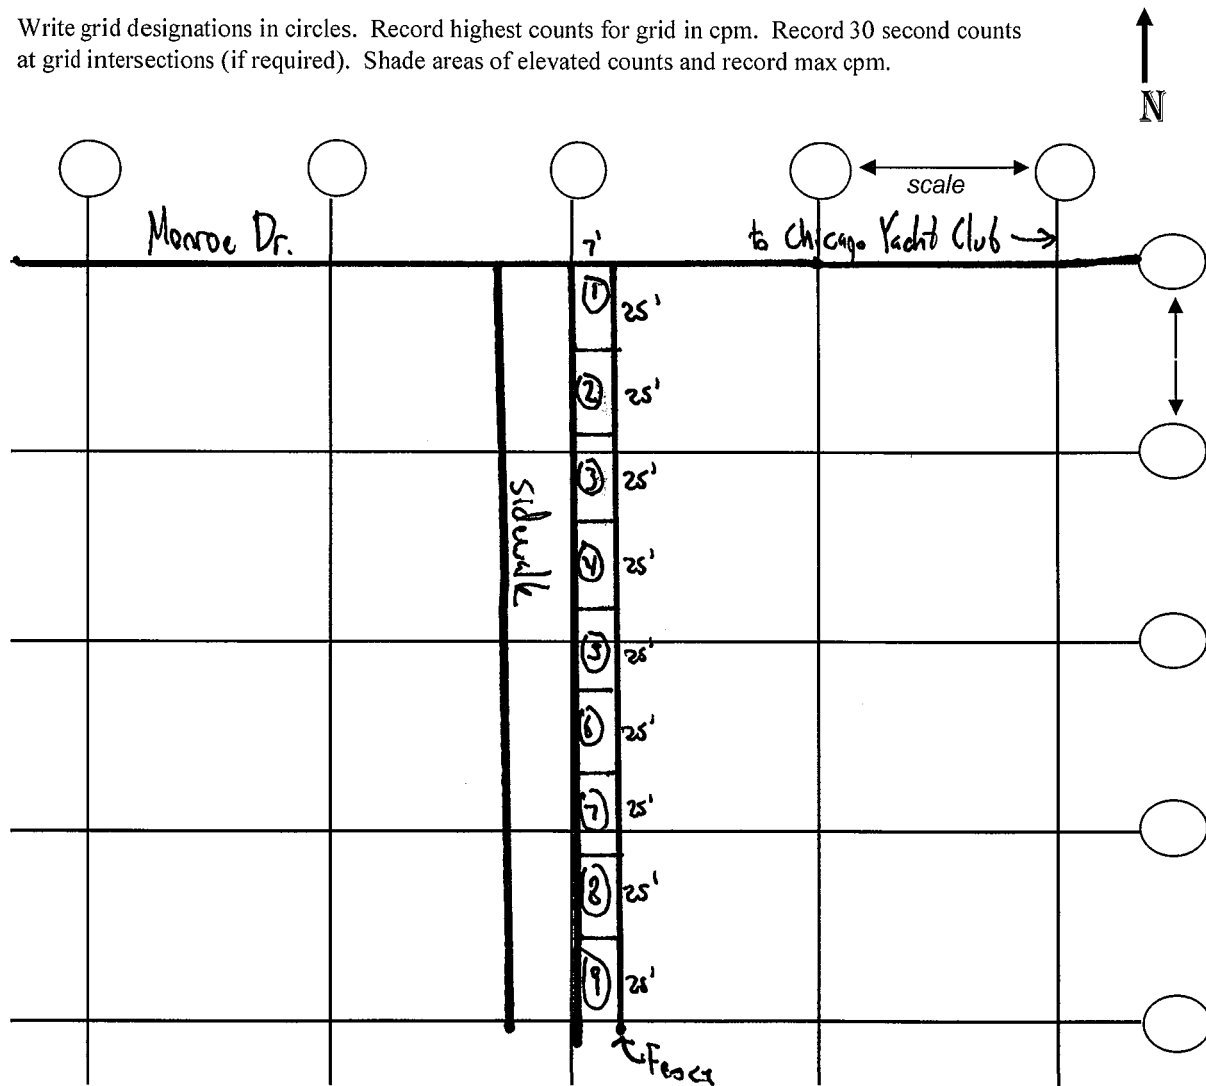 Write grid designations in circles. Record highest counts for grid in cpm. Record 30 second counts
at grid intersections (if required). Shade areas of elevated counts and record max cpm.
N
scale
Monroe Dr.
7'
to Chicago Yacht Club →
1 25'
2 25'
3 25'
Sidewalk
4 25'
5 25'
6 25'
7 25'
8 25'
9 25'
Fence